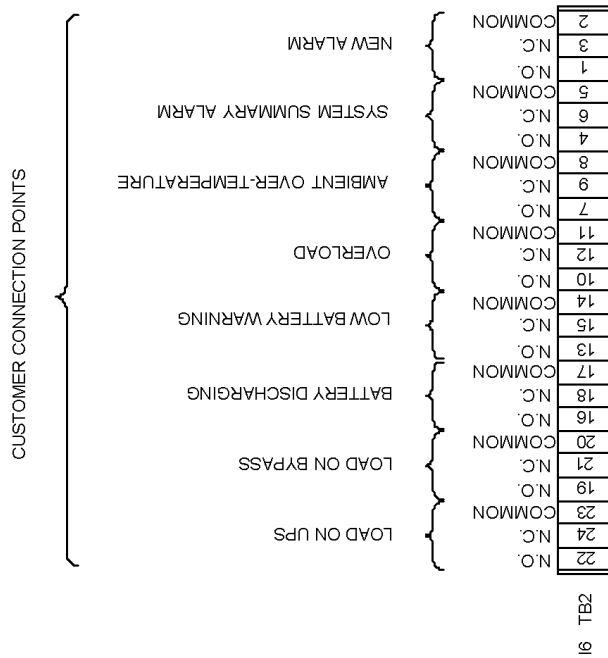 I6 TB2
22 N.O.
24 N.C. LOAD ON UPS
23 COMMON
19 N.O.
21 N.C. LOAD ON BYPASS
20 COMMON
16 N.O.
18 N.C. BATTERY DISCHARGING
17 COMMON
13 N.O.
15 N.C. LOW BATTERY WARNING
14 COMMON
10 N.O.
12 N.C. OVERLOAD
11 COMMON
7 N.O.
9 N.C. AMBIENT OVER-TEMPERATURE
8 COMMON
4 N.O.
6 N.C. SYSTEM SUMMARY ALARM
5 COMMON
1 N.O.
3 N.C. NEW ALARM
2 COMMON
CUSTOMER CONNECTION POINTS